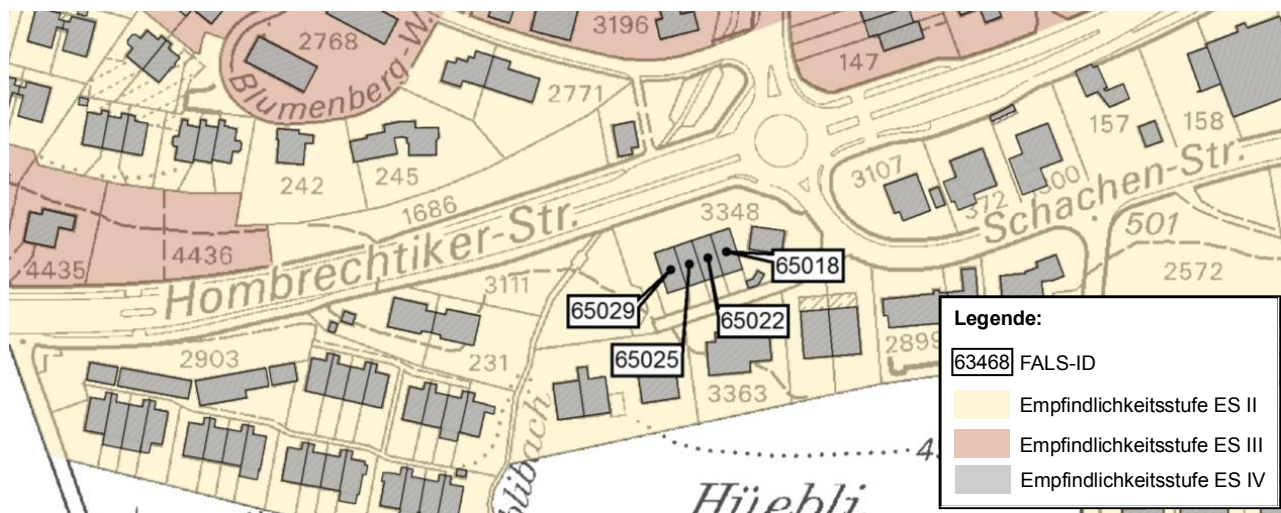 2768
Blumenberg-W.
3196
147
2771
157
158
242
245
3107
372
300
Schachen-Str.
1686
3348
501
4435
4436
Hombrechtiker-Str.
65018
2572
3111
65029
65022
65025
231
2903
2899
3363
Legende:
63468 FALS-ID
Empfindlichkeitsstufe ES II
Empfindlichkeitsstufe ES III
Empfindlichkeitsstufe ES IV
Hüebli